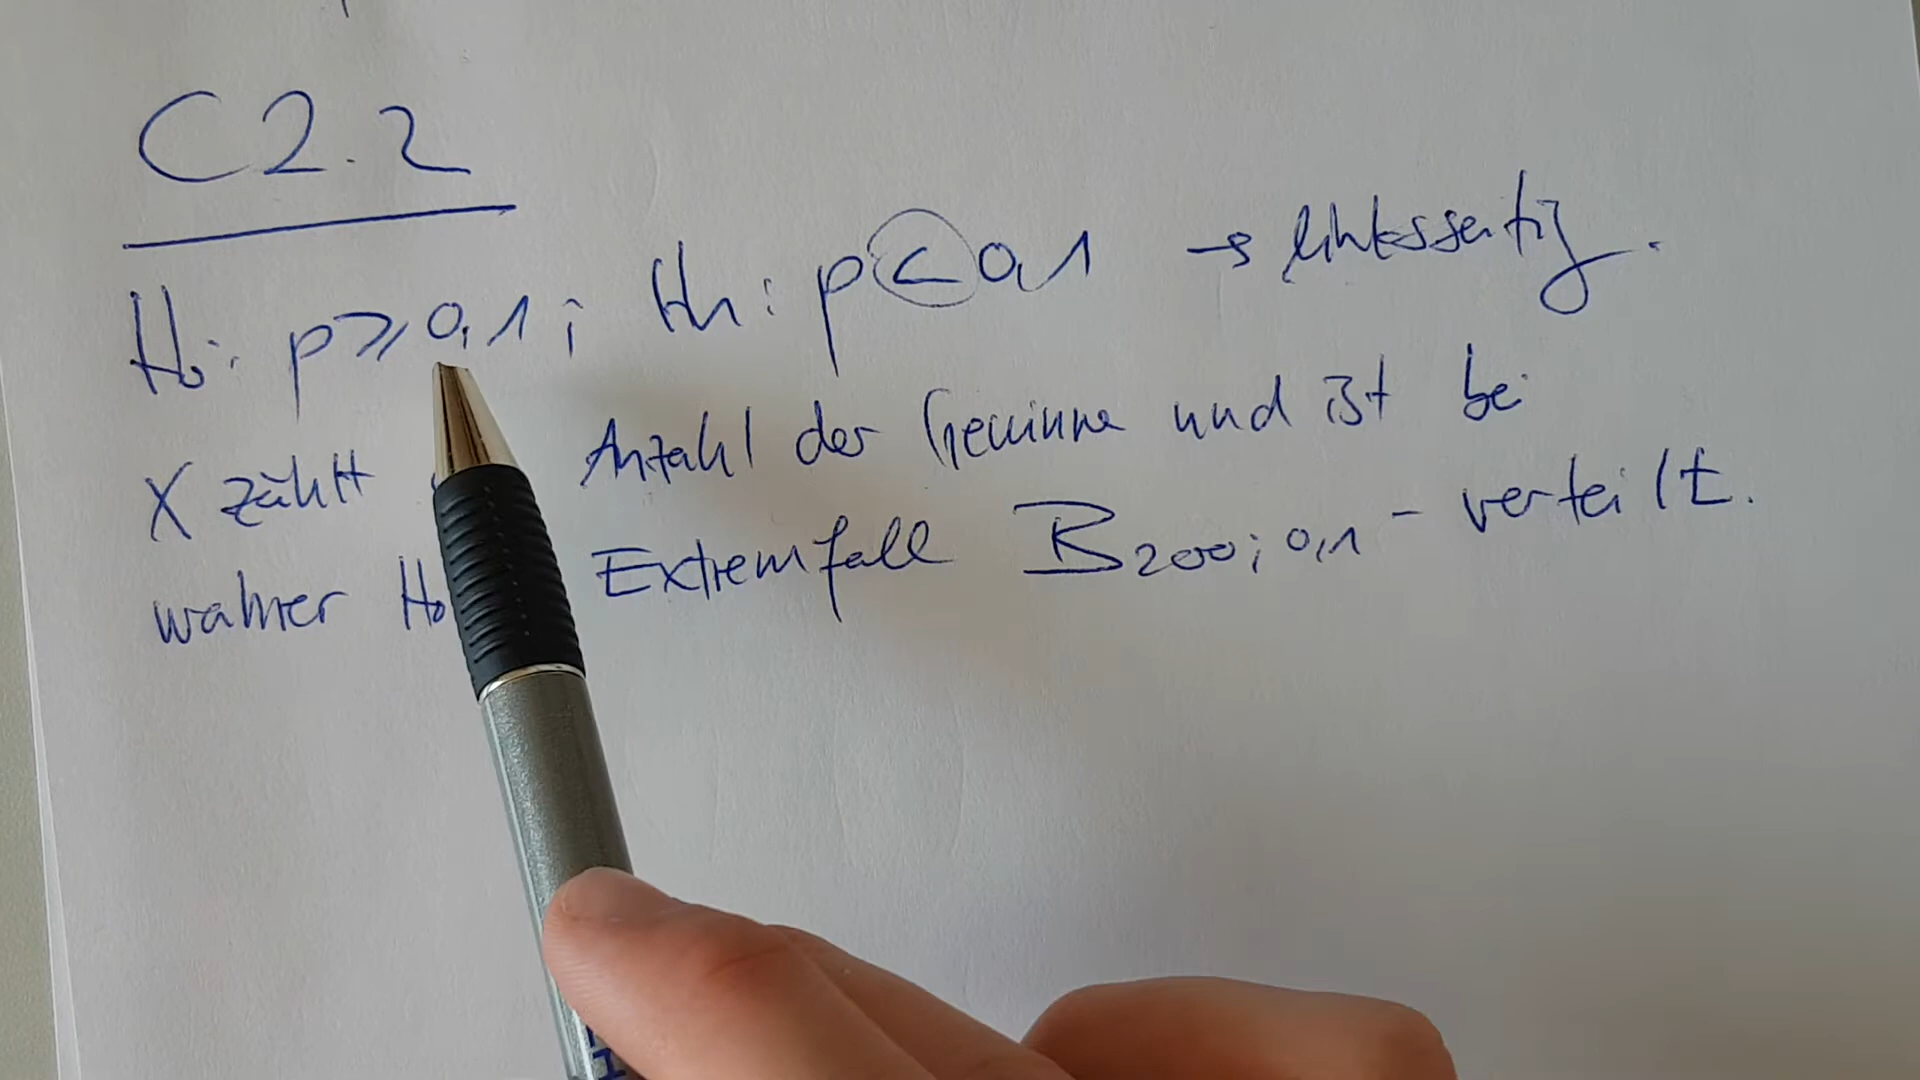 C2.2
H₀: p ≥ 0,1 ; H₁: p < 0,1 → linksseitig.
X zählt Anzahl der Gewinne und ist bei
wahrer H₀ Extremfall B₂₀₀;₀,₁-verteilt.